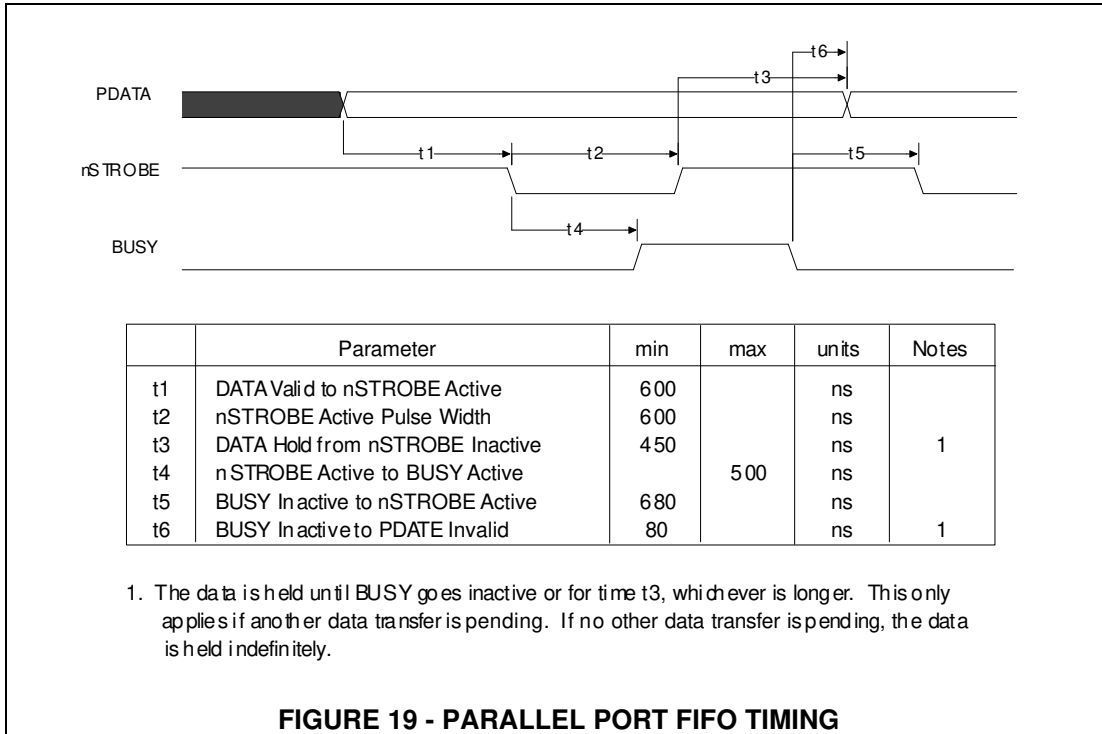 t6
t3
PDATA
t1
t2
t5
nSTROBE
t4
BUSY
Parameter min max units Notes
t1 DATA Valid to nSTROBE Active 600 ns
t2 nSTROBE Active Pulse Width 600 ns
t3 DATA Hold from nSTROBE Inactive 450 ns 1
t4 nSTROBE Active to BUSY Active 500 ns
t5 BUSY Inactive to nSTROBE Active 680 ns
t6 BUSY Inactive to PDATE Invalid 80 ns 1
1. The data is held until BUSY goes inactive or for time t3, whichever is longer. This only
applies if another data transfer is pending. If no other data transfer is pending, the data
is held indefinitely.
FIGURE 19 - PARALLEL PORT FIFO TIMING